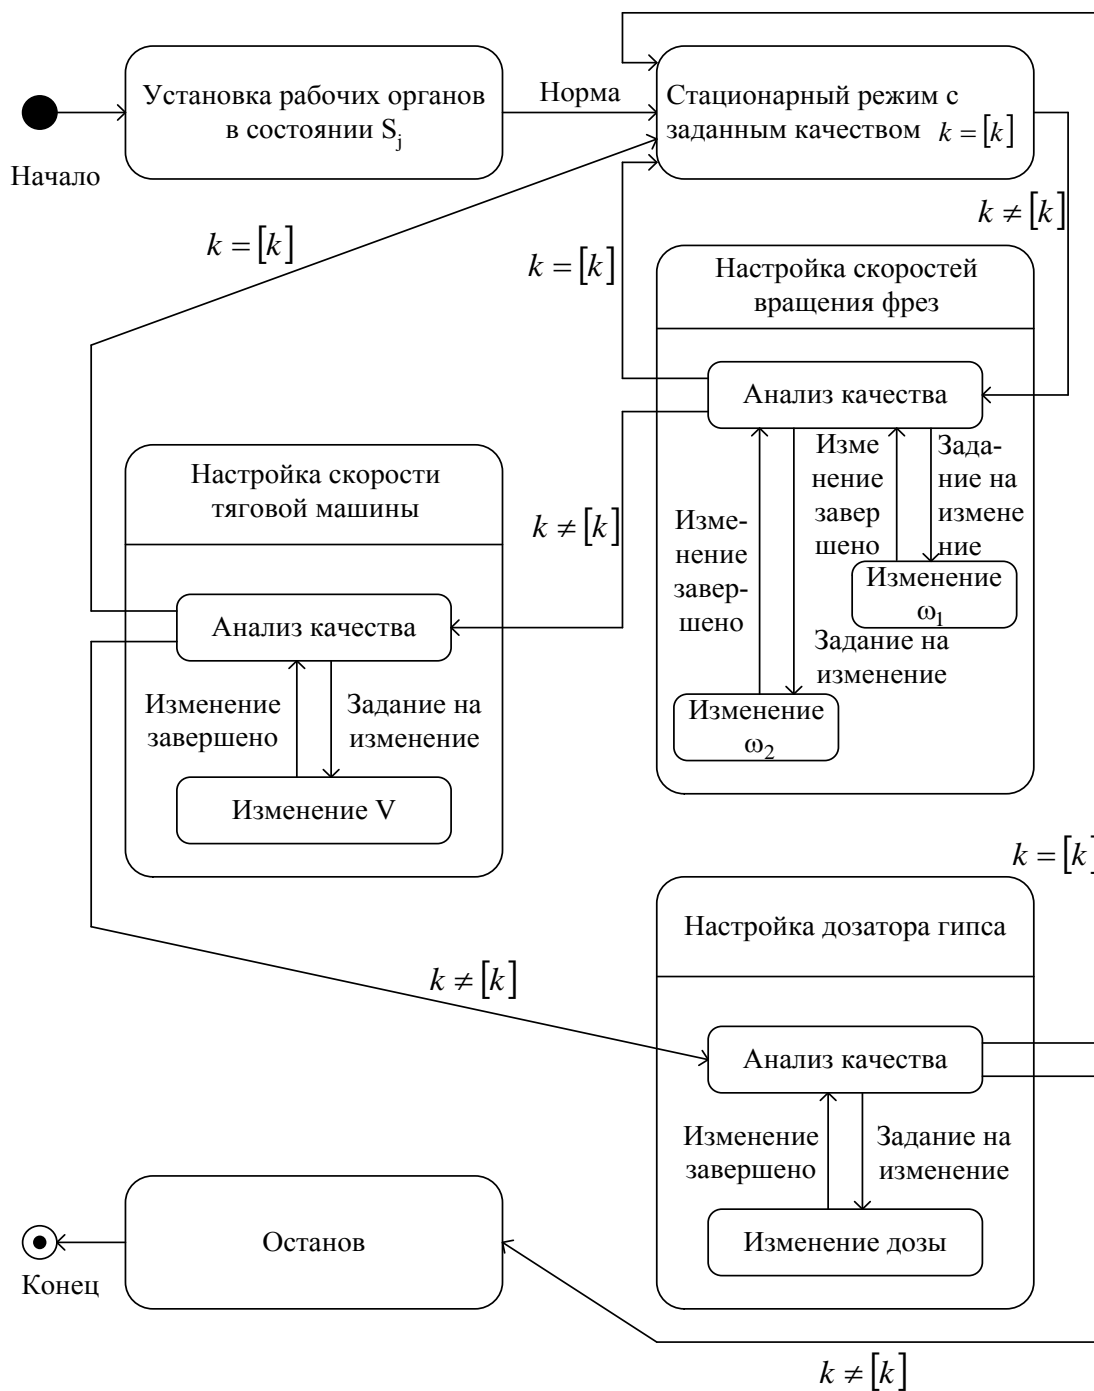 Установка рабочих органов
в состоянии Sj
Норма
Стационарный режим с
заданным качеством k = [k]
Начало
k = [k]
k = [k]
k ≠ [k]
Настройка скоростей
вращения фрез
Анализ качества
Изме
нение
завер
шено
Зада-
ние на
измене
ние
Изме-
нение
завер-
шено
Изменение
ω1
Задание на
изменение
Изменение
ω2
k ≠ [k]
Настройка скорости
тяговой машины
Анализ качества
Изменение
завершено
Задание на
изменение
Изменение V
k = [k]
Настройка дозатора гипса
k ≠ [k]
Анализ качества
Изменение
завершено
Задание на
изменение
Изменение дозы
Останов
Конец
k ≠ [k]